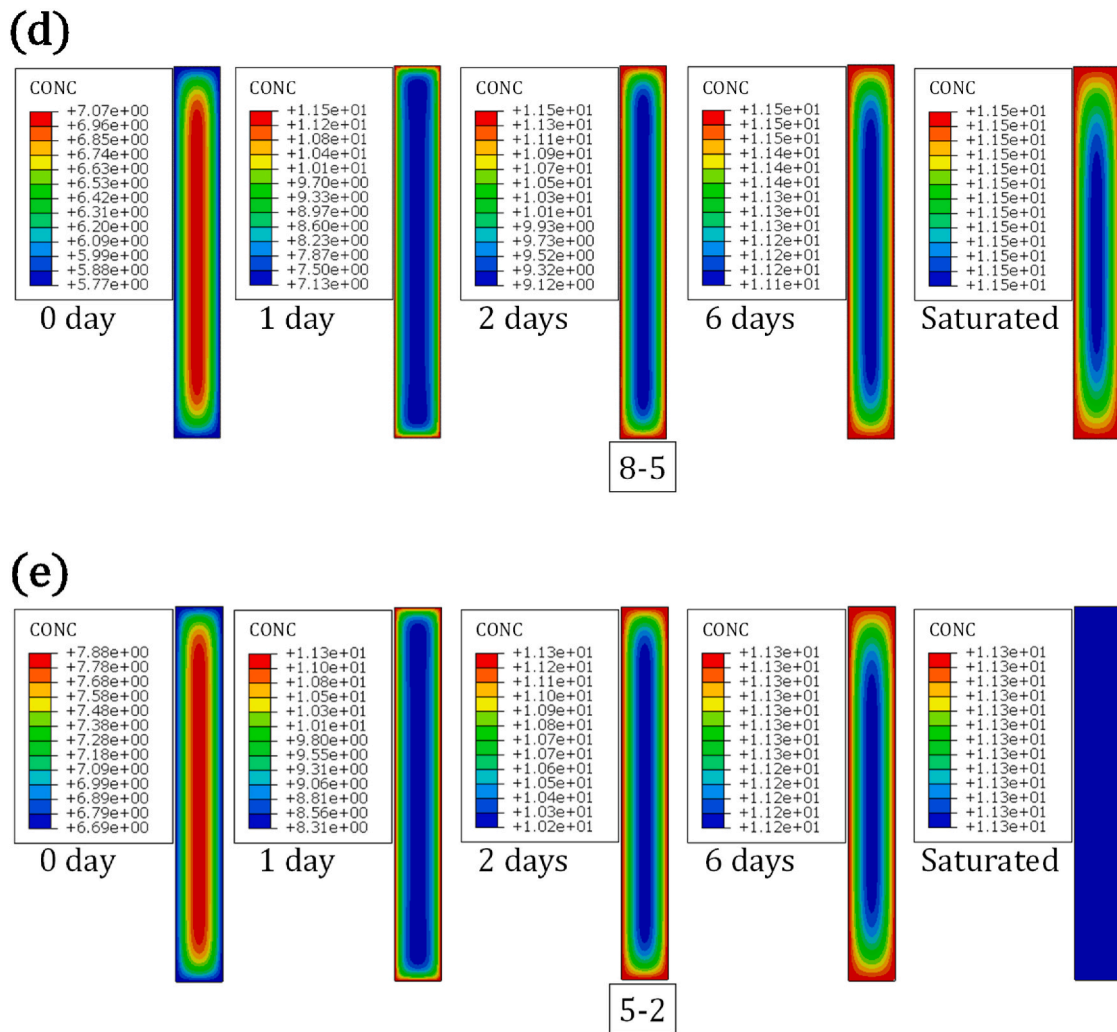 (d)
CONC
+7.07e+00
+6.96e+00
+6.85e+00
+6.74e+00
+6.63e+00
+6.53e+00
+6.42e+00
+6.31e+00
+6.20e+00
+6.09e+00
+5.99e+00
+5.88e+00
+5.77e+00
0 day
CONC
+1.15e+01
+1.12e+01
+1.08e+01
+1.04e+01
+1.01e+01
+9.70e+00
+9.33e+00
+8.97e+00
+8.60e+00
+8.23e+00
+7.87e+00
+7.50e+00
+7.13e+00
1 day
CONC
+1.15e+01
+1.13e+01
+1.11e+01
+1.09e+01
+1.07e+01
+1.05e+01
+1.03e+01
+1.01e+01
+9.93e+00
+9.73e+00
+9.52e+00
+9.32e+00
+9.12e+00
2 days
CONC
+1.15e+01
+1.15e+01
+1.15e+01
+1.14e+01
+1.14e+01
+1.14e+01
+1.13e+01
+1.13e+01
+1.13e+01
+1.12e+01
+1.12e+01
+1.12e+01
+1.11e+01
6 days
CONC
+1.15e+01
+1.15e+01
+1.15e+01
+1.15e+01
+1.15e+01
+1.15e+01
+1.15e+01
+1.15e+01
+1.15e+01
+1.15e+01
+1.15e+01
+1.15e+01
+1.15e+01
Saturated
8-5
(e)
CONC
+7.88e+00
+7.78e+00
+7.68e+00
+7.58e+00
+7.48e+00
+7.38e+00
+7.28e+00
+7.18e+00
+7.09e+00
+6.99e+00
+6.89e+00
+6.79e+00
+6.69e+00
0 day
CONC
+1.13e+01
+1.10e+01
+1.08e+01
+1.05e+01
+1.03e+01
+1.01e+01
+9.80e+00
+9.55e+00
+9.31e+00
+9.06e+00
+8.81e+00
+8.56e+00
+8.31e+00
1 day
CONC
+1.13e+01
+1.12e+01
+1.11e+01
+1.10e+01
+1.09e+01
+1.08e+01
+1.07e+01
+1.07e+01
+1.06e+01
+1.05e+01
+1.04e+01
+1.03e+01
+1.02e+01
2 days
CONC
+1.13e+01
+1.13e+01
+1.13e+01
+1.13e+01
+1.13e+01
+1.13e+01
+1.13e+01
+1.13e+01
+1.12e+01
+1.12e+01
+1.12e+01
+1.12e+01
+1.12e+01
6 days
CONC
+1.13e+01
+1.13e+01
+1.13e+01
+1.13e+01
+1.13e+01
+1.13e+01
+1.13e+01
+1.13e+01
+1.13e+01
+1.13e+01
+1.13e+01
+1.13e+01
+1.13e+01
Saturated
5-2